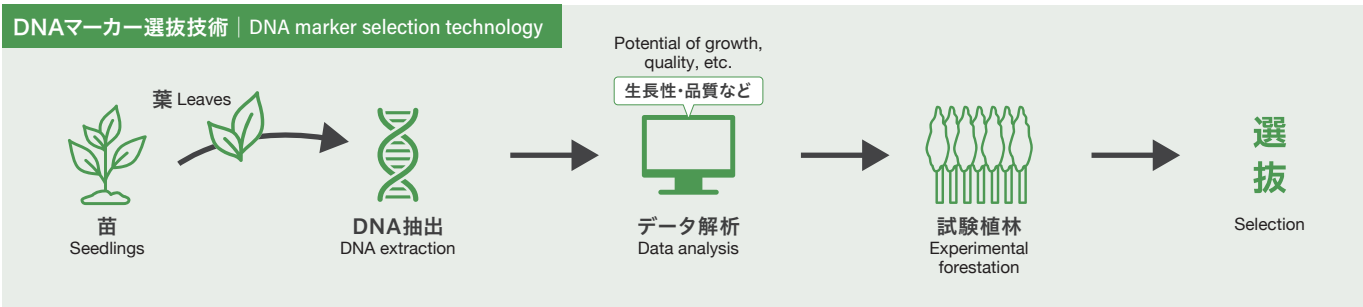 DNAマーカー選抜技術 | DNA marker selection technology
葉 Leaves
苗
Seedlings
DNA抽出
DNA extraction
Potential of growth,
quality, etc.
生長性・品質など
データ解析
Data analysis
試験植林
Experimental
forestation
選
抜
Selection